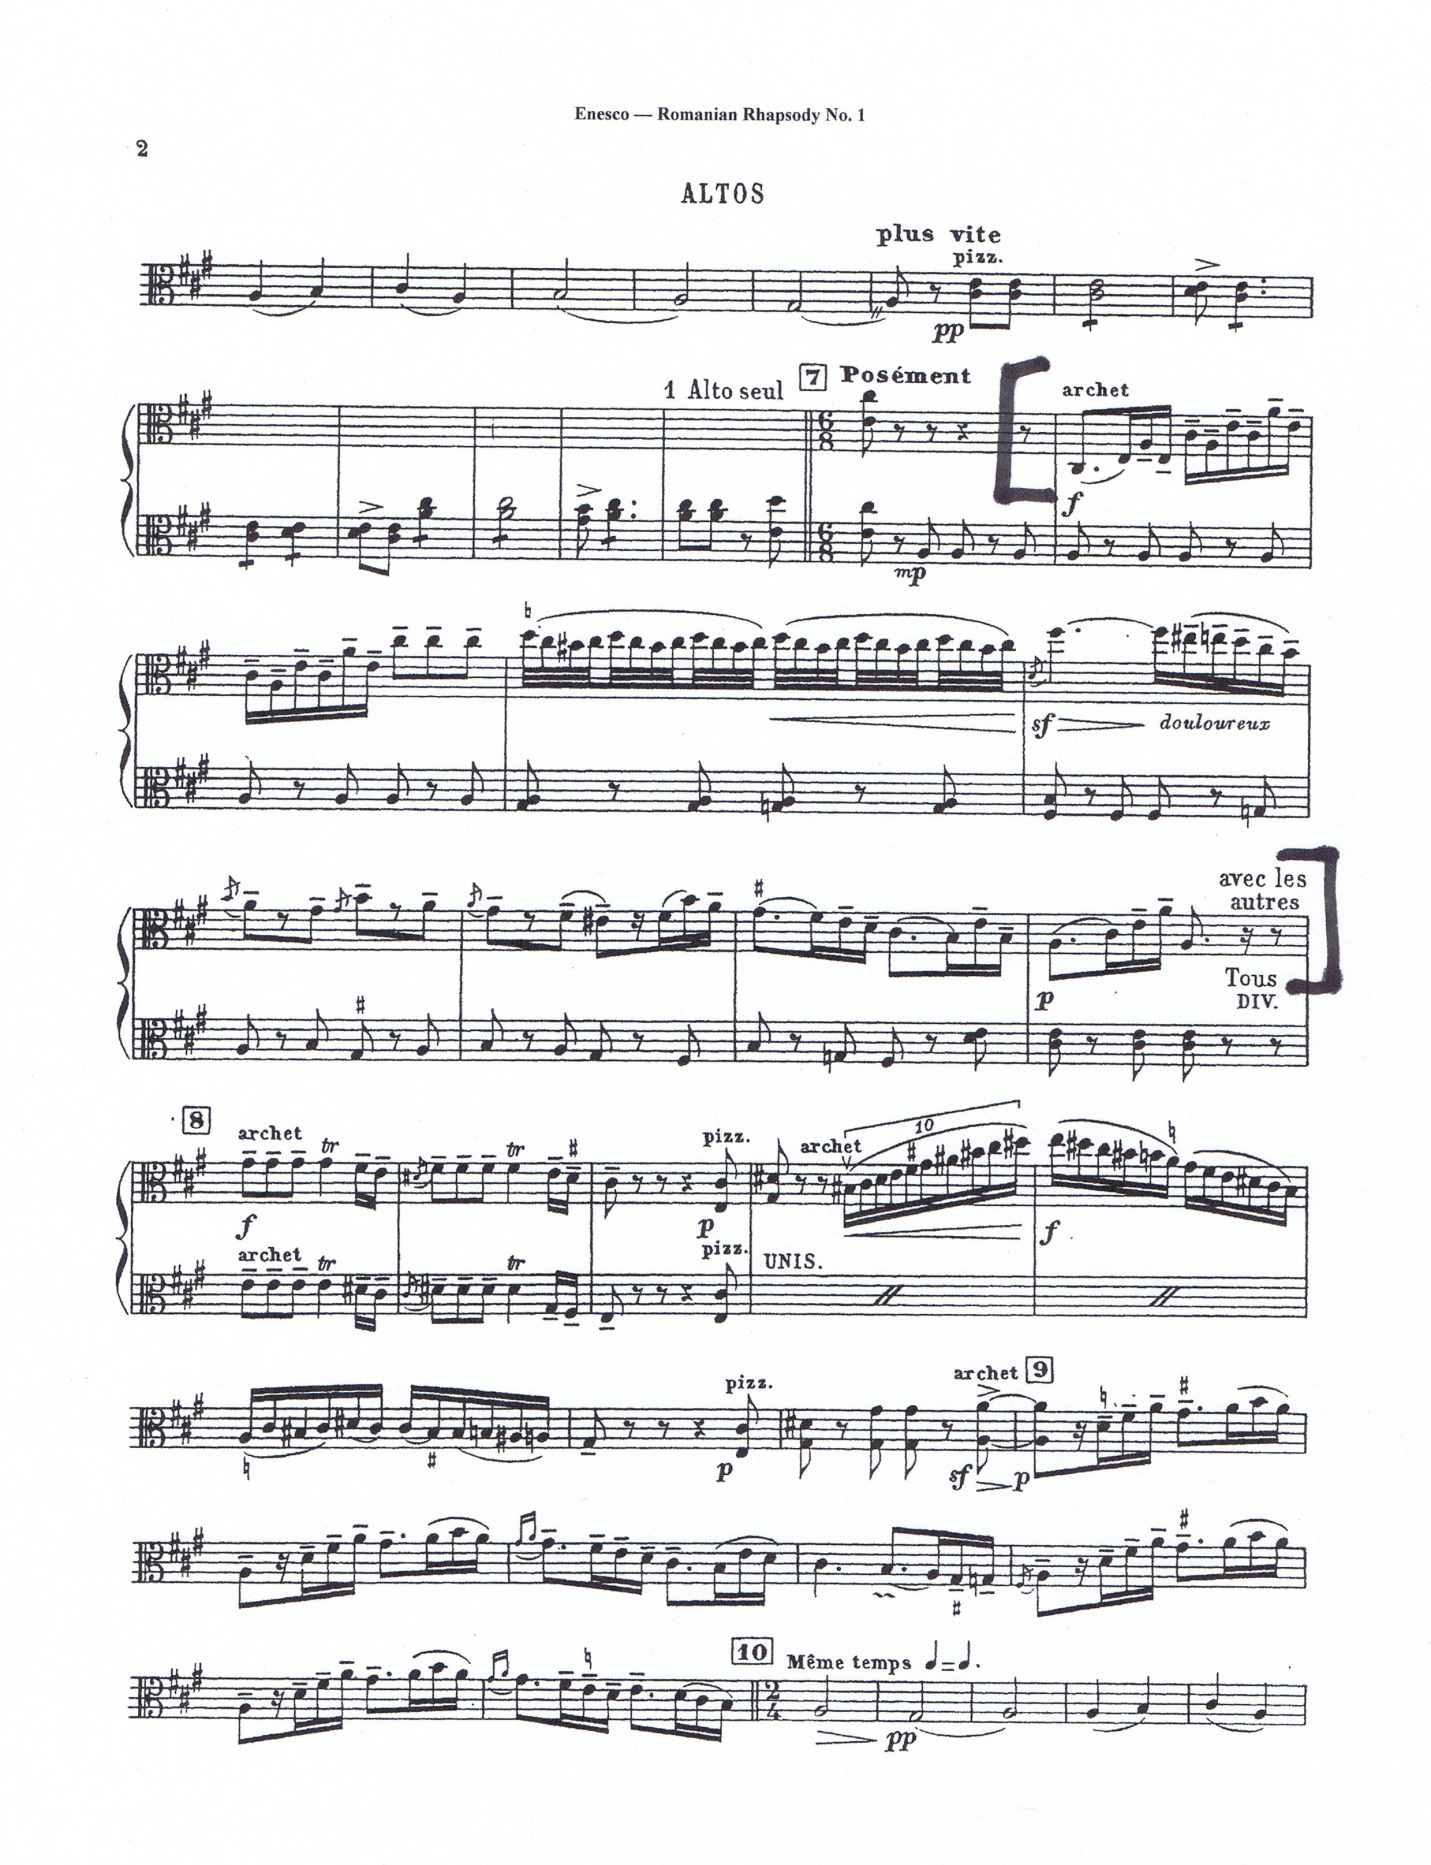 Enesco — Romanian Rhapsody No. 1
2
ALTOS
plus vite
pizz.
pp
1 Alto seul
7 Posément
archet
f
mp
sf
douloureux
avec les
autres
p
Tous
DIV.
8
archet
tr
tr
pizz.
archet
10
f
p
f
archet
tr
tr
pizz.
UNIS.
pizz.
archet 9
p
sf
p
10 Même temps
2
4
pp